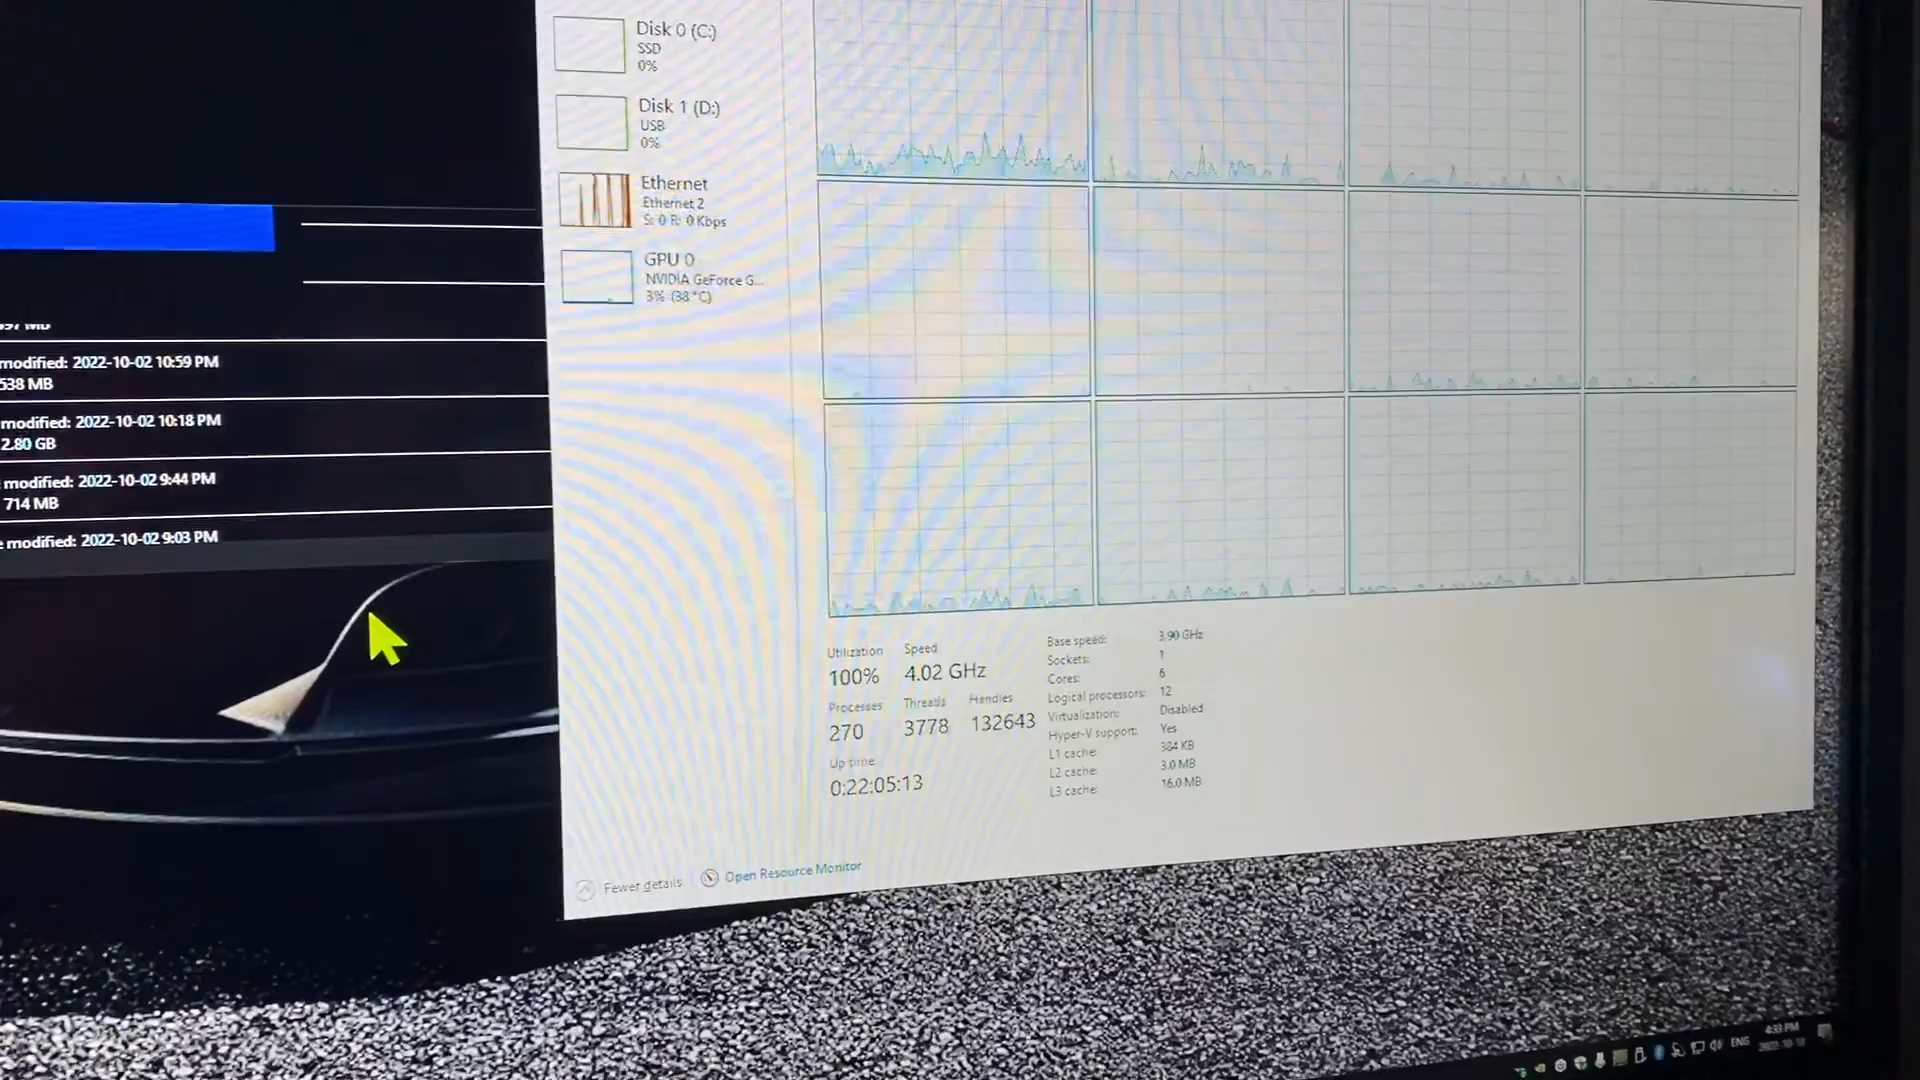 Disk 0 (C:)
SSD
0%
Disk 1 (D:)
USB
0%
Ethernet
Ethernet 2
S: 0 R: 0 Kbps
GPU 0
NVIDIA GeForce G...
3% (38 °C)
modified: 2022-10-02 10:59 PM
538 MB
modified: 2022-10-02 10:18 PM
2.80 GB
modified: 2022-10-02 9:44 PM
714 MB
e modified: 2022-10-02 9:03 PM
Utilization
100%
Speed
4.02 GHz
Processes
270
Threads
3778
Handles
132643
Up time
0:22:05:13
Base speed: 3.90 GHz
Sockets: 1
Cores: 6
Logical processors: 12
Virtualization: Disabled
Hyper-V support: Yes
L1 cache: 384 KB
L2 cache: 3.0 MB
L3 cache: 16.0 MB
Fewer details
Open Resource Monitor
ENG
4:33 PM